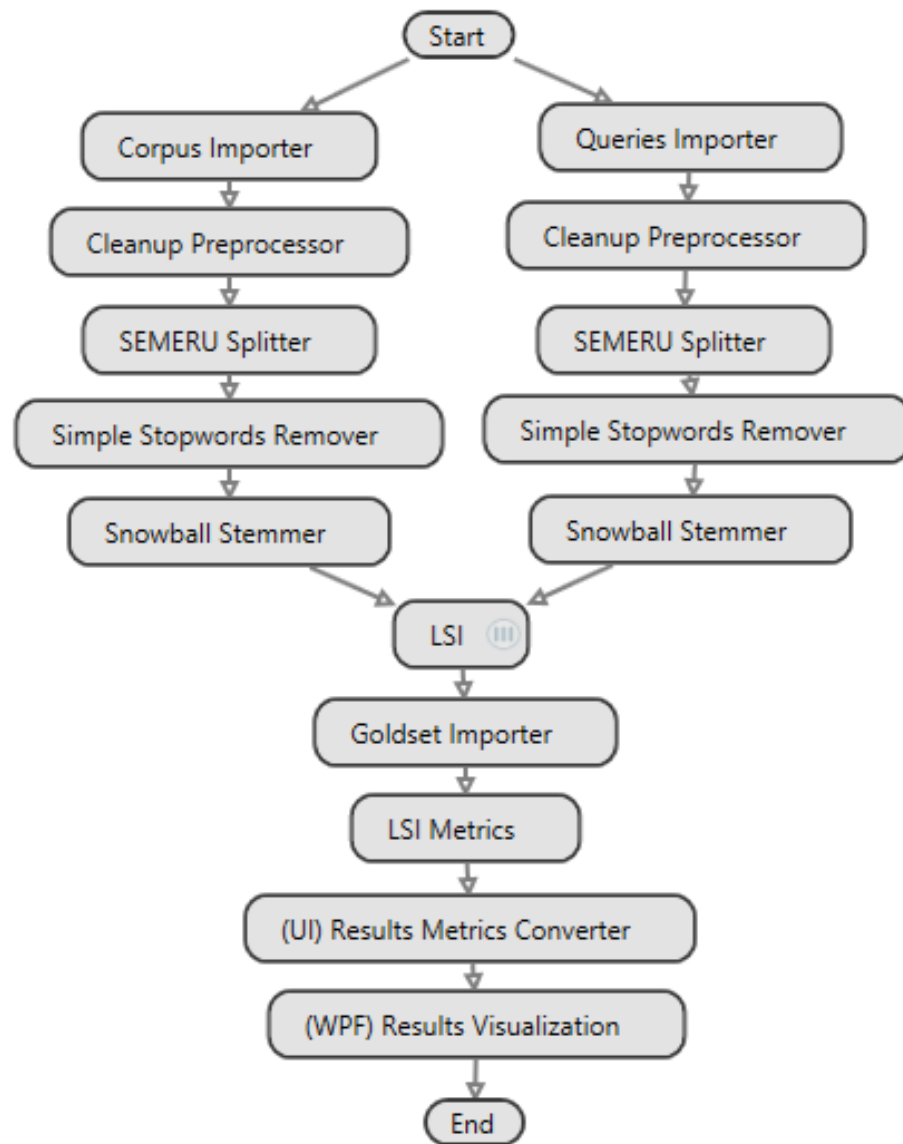 Start
Corpus Importer
Queries Importer
Cleanup Preprocessor
Cleanup Preprocessor
SEMERU Splitter
SEMERU Splitter
Simple Stopwords Remover
Simple Stopwords Remover
Snowball Stemmer
Snowball Stemmer
LSI
Goldset Importer
LSI Metrics
(UI) Results Metrics Converter
(WPF) Results Visualization
End